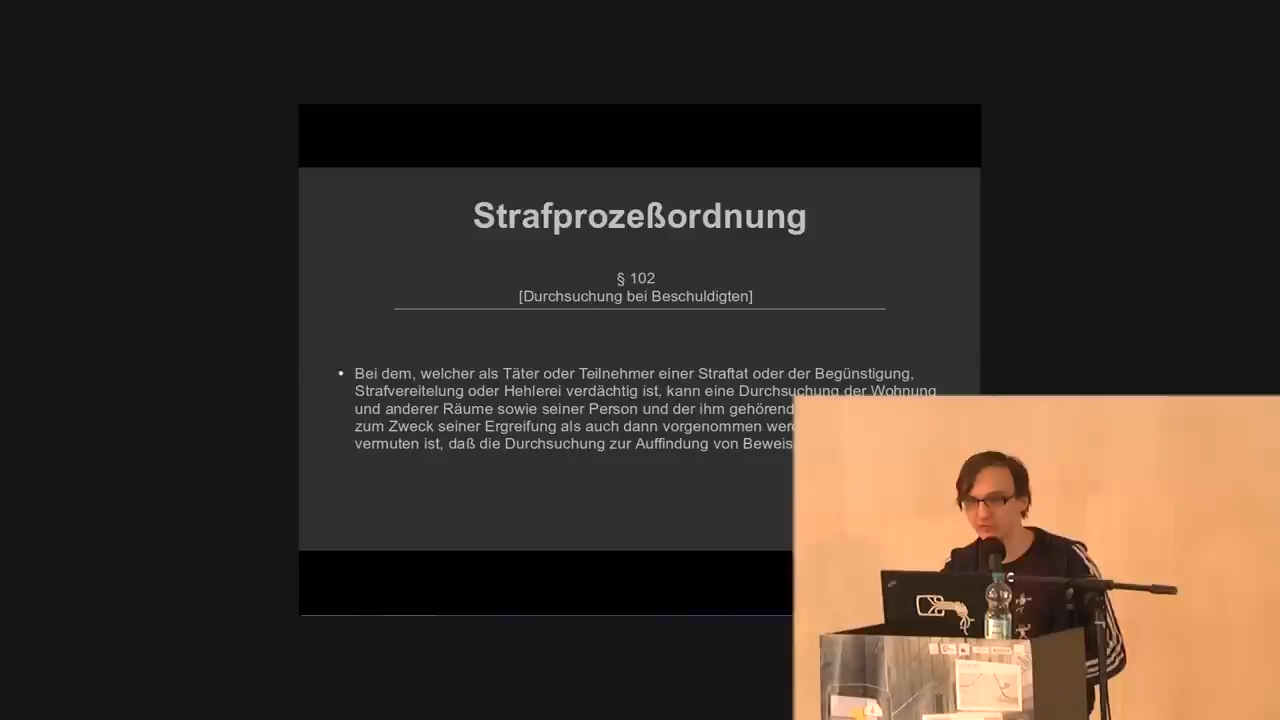 Strafprozeßordnung
§ 102
[Durchsuchung bei Beschuldigten]
• Bei dem, welcher als Täter oder Teilnehmer einer Straftat oder der Begünstigung,
Strafvereitelung oder Hehlerei verdächtig ist, kann eine Durchsuchung der Wohnung
und anderer Räume sowie seiner Person und der ihm gehörend
zum Zweck seiner Ergreifung als auch dann vorgenommen werd
vermuten ist, daß die Durchsuchung zur Auffindung von Beweis